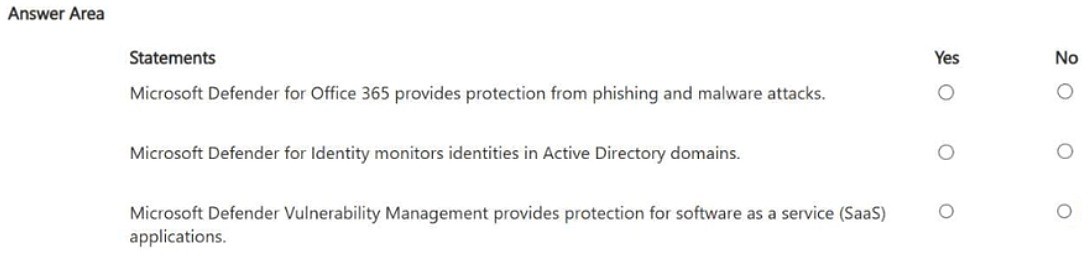 Answer Area
Statements Yes No
Microsoft Defender for Office 365 provides protection from phishing and malware attacks.
Microsoft Defender for Identity monitors identities in Active Directory domains.
Microsoft Defender Vulnerability Management provides protection for software as a service (SaaS)
applications.